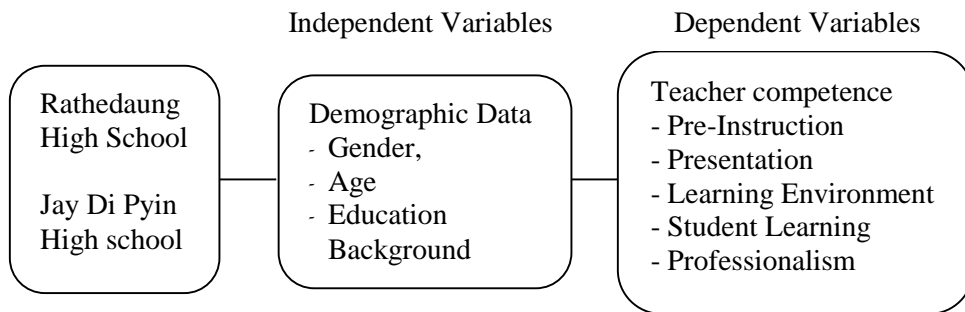 Independent Variables
Dependent Variables
Rathedaung
High School
Jay Di Pyin
High school
Demographic Data
- Gender,
- Age
- Education
Background
Teacher competence
- Pre-Instruction
- Presentation
- Learning Environment
- Student Learning
- Professionalism